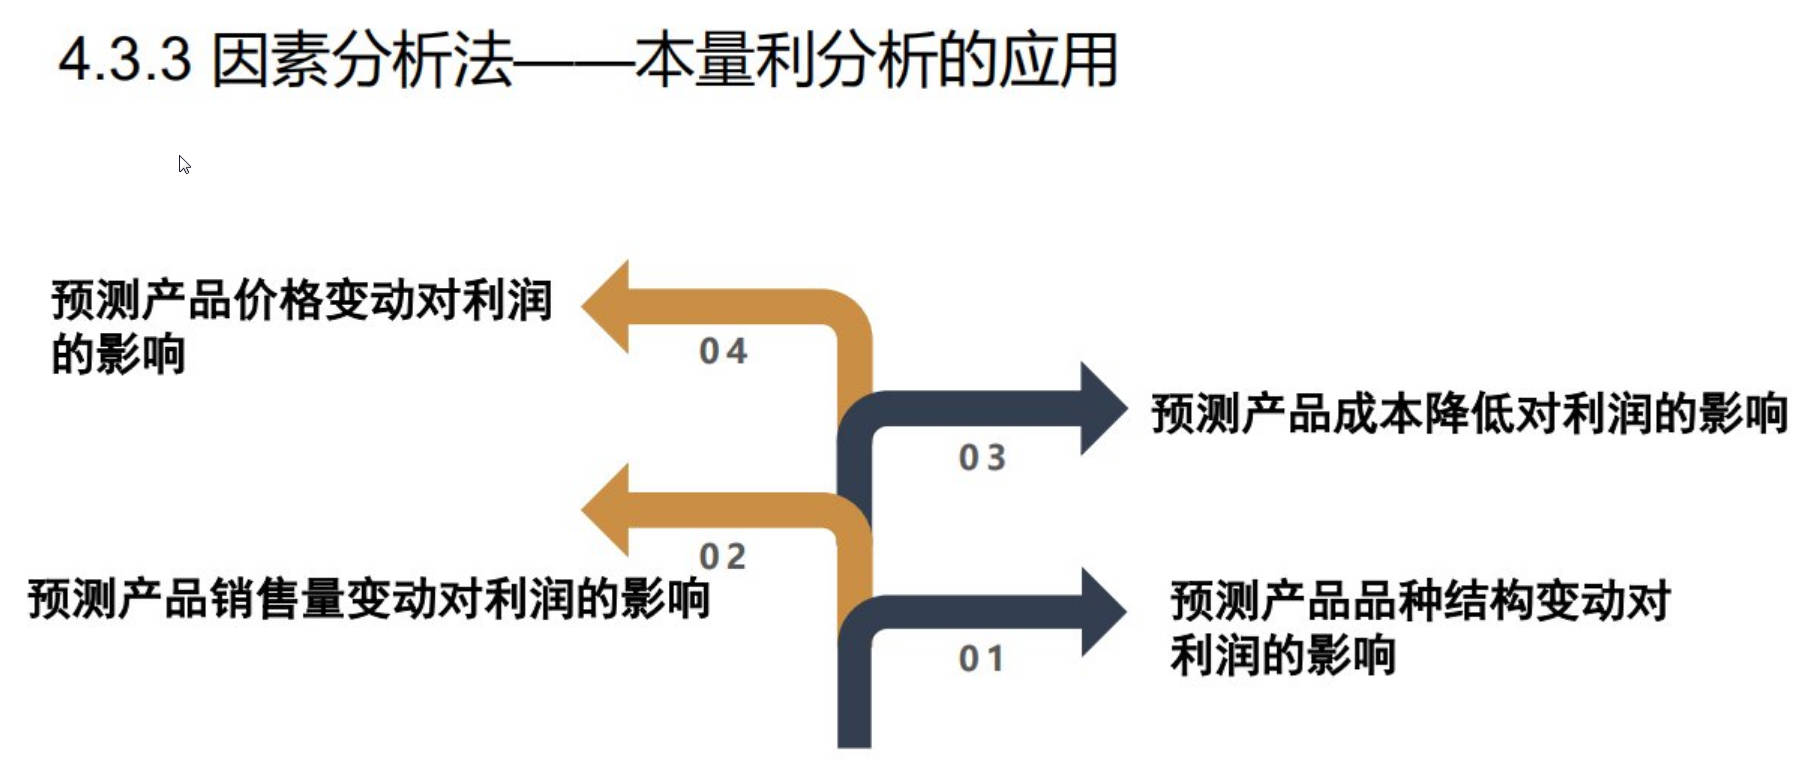 4.3.3 因素分析法——本量利分析的应用
预测产品价格变动对利润
的影响
04
预测产品成本降低对利润的影响
03
02
预测产品销售量变动对利润的影响
预测产品品种结构变动对
利润的影响
01